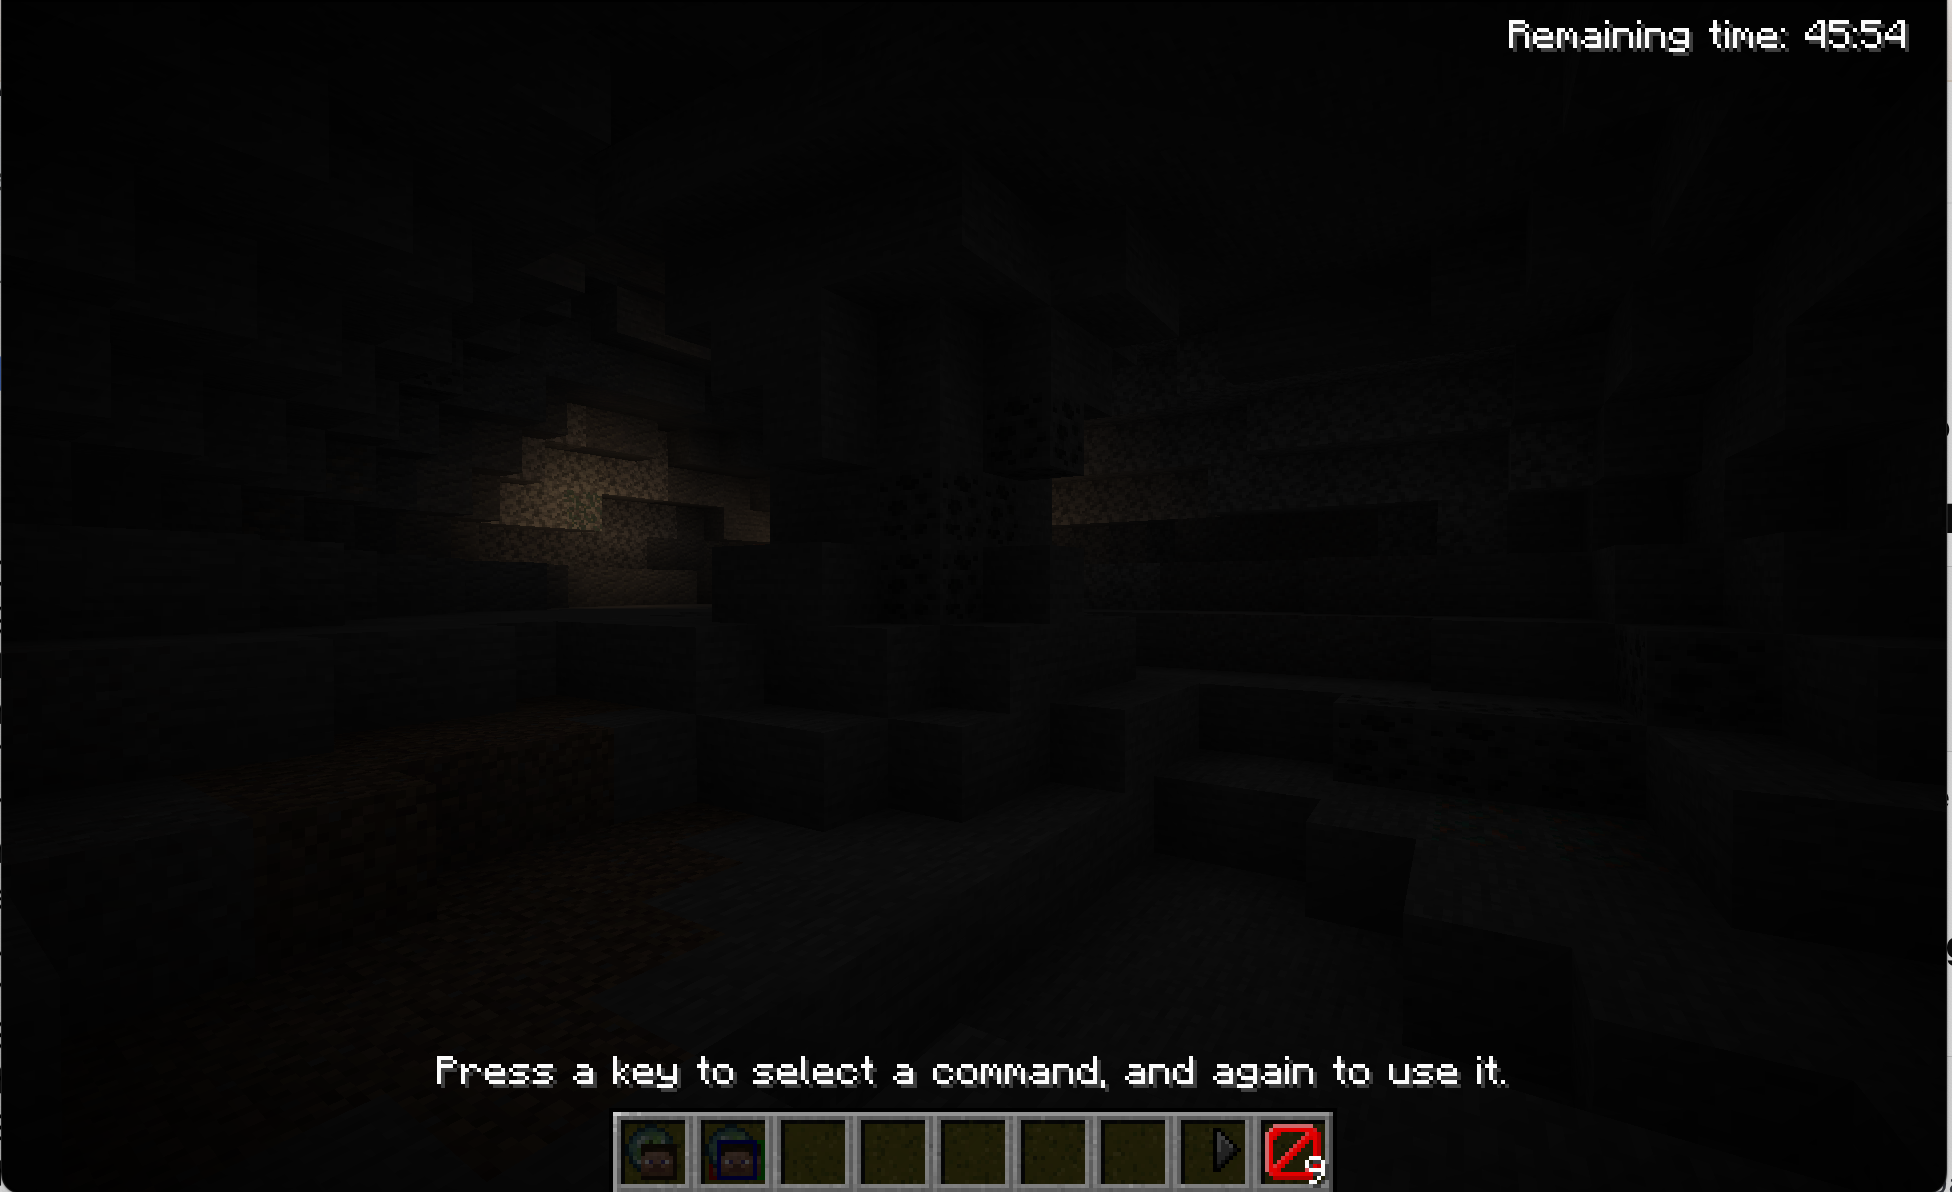 Remaining time: 45:54
Press a key to select a command, and again to use it.
9